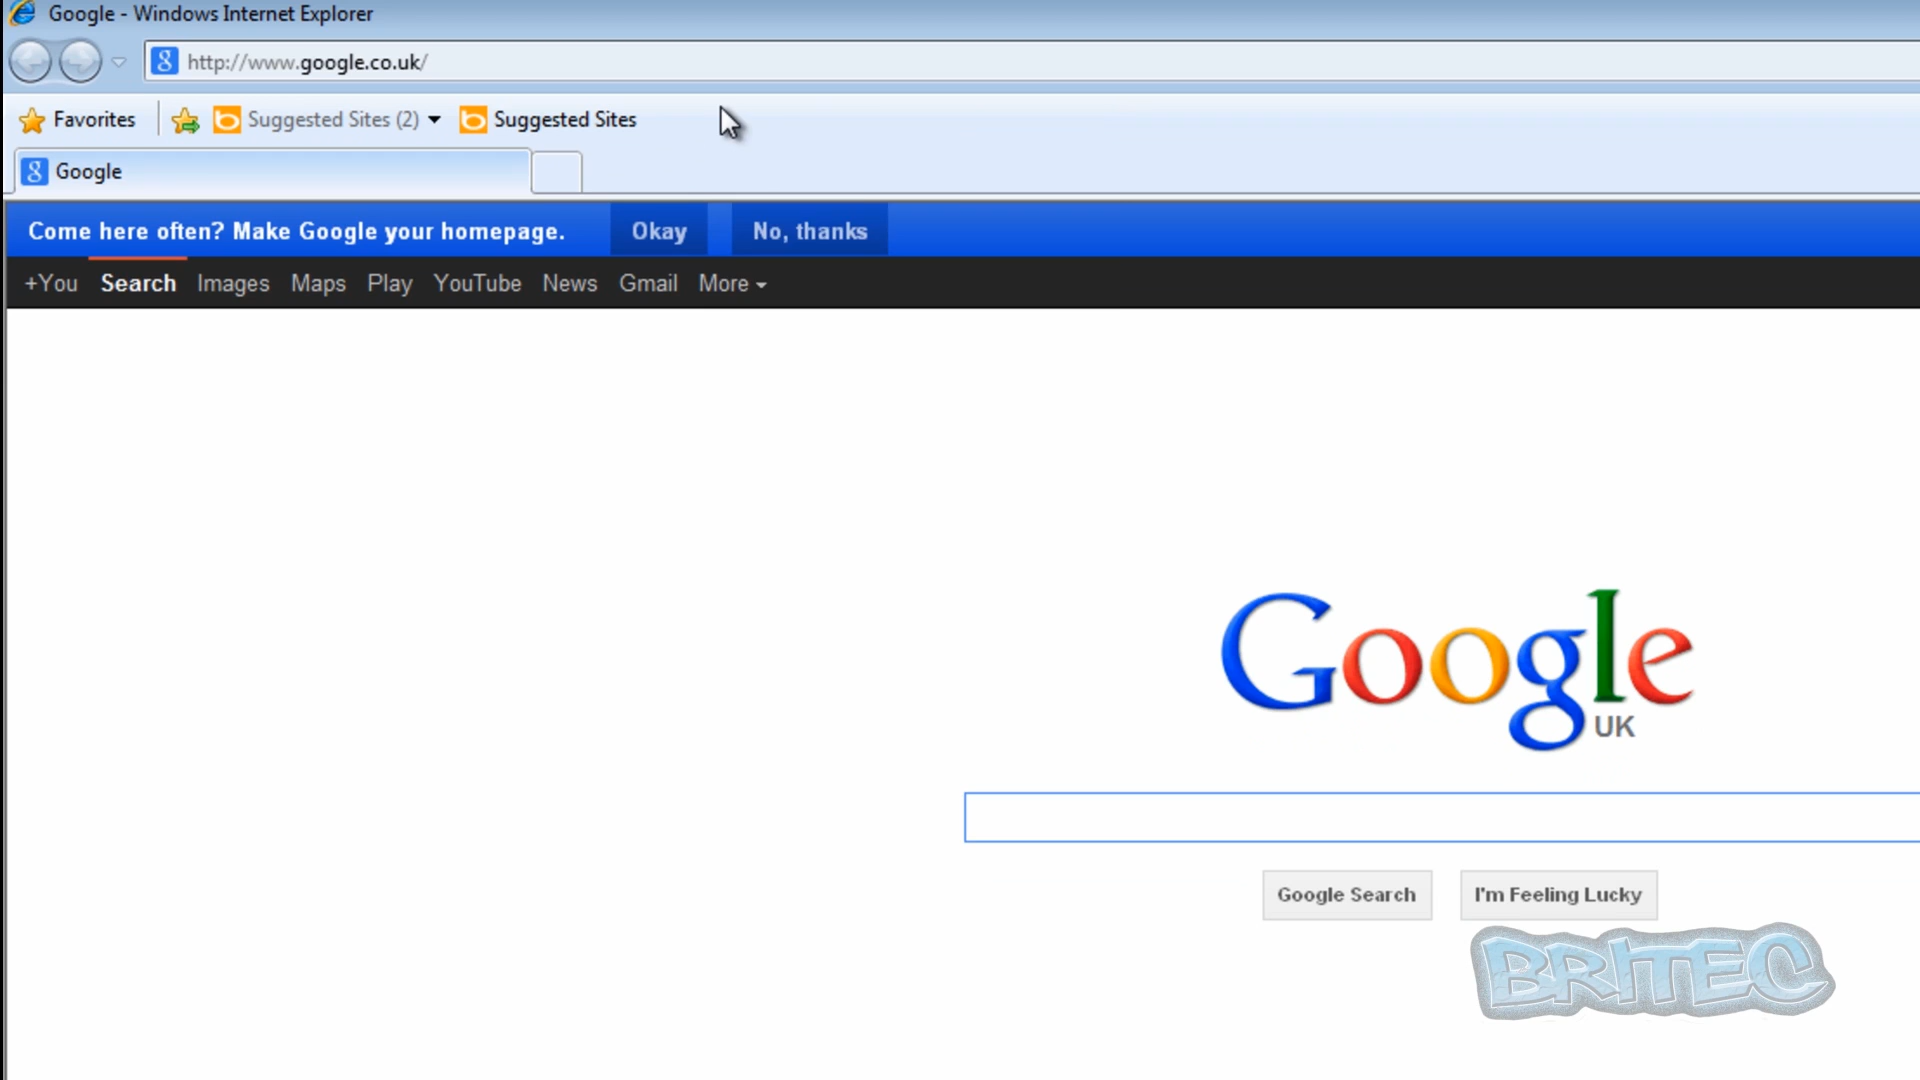 Google - Windows Internet Explorer
http://www.google.co.uk/
Favorites Suggested Sites (2) Suggested Sites
Google
Come here often? Make Google your homepage. Okay No, thanks
+You Search Images Maps Play YouTube News Gmail More
Google
UK
Google Search I'm Feeling Lucky
BRITEC